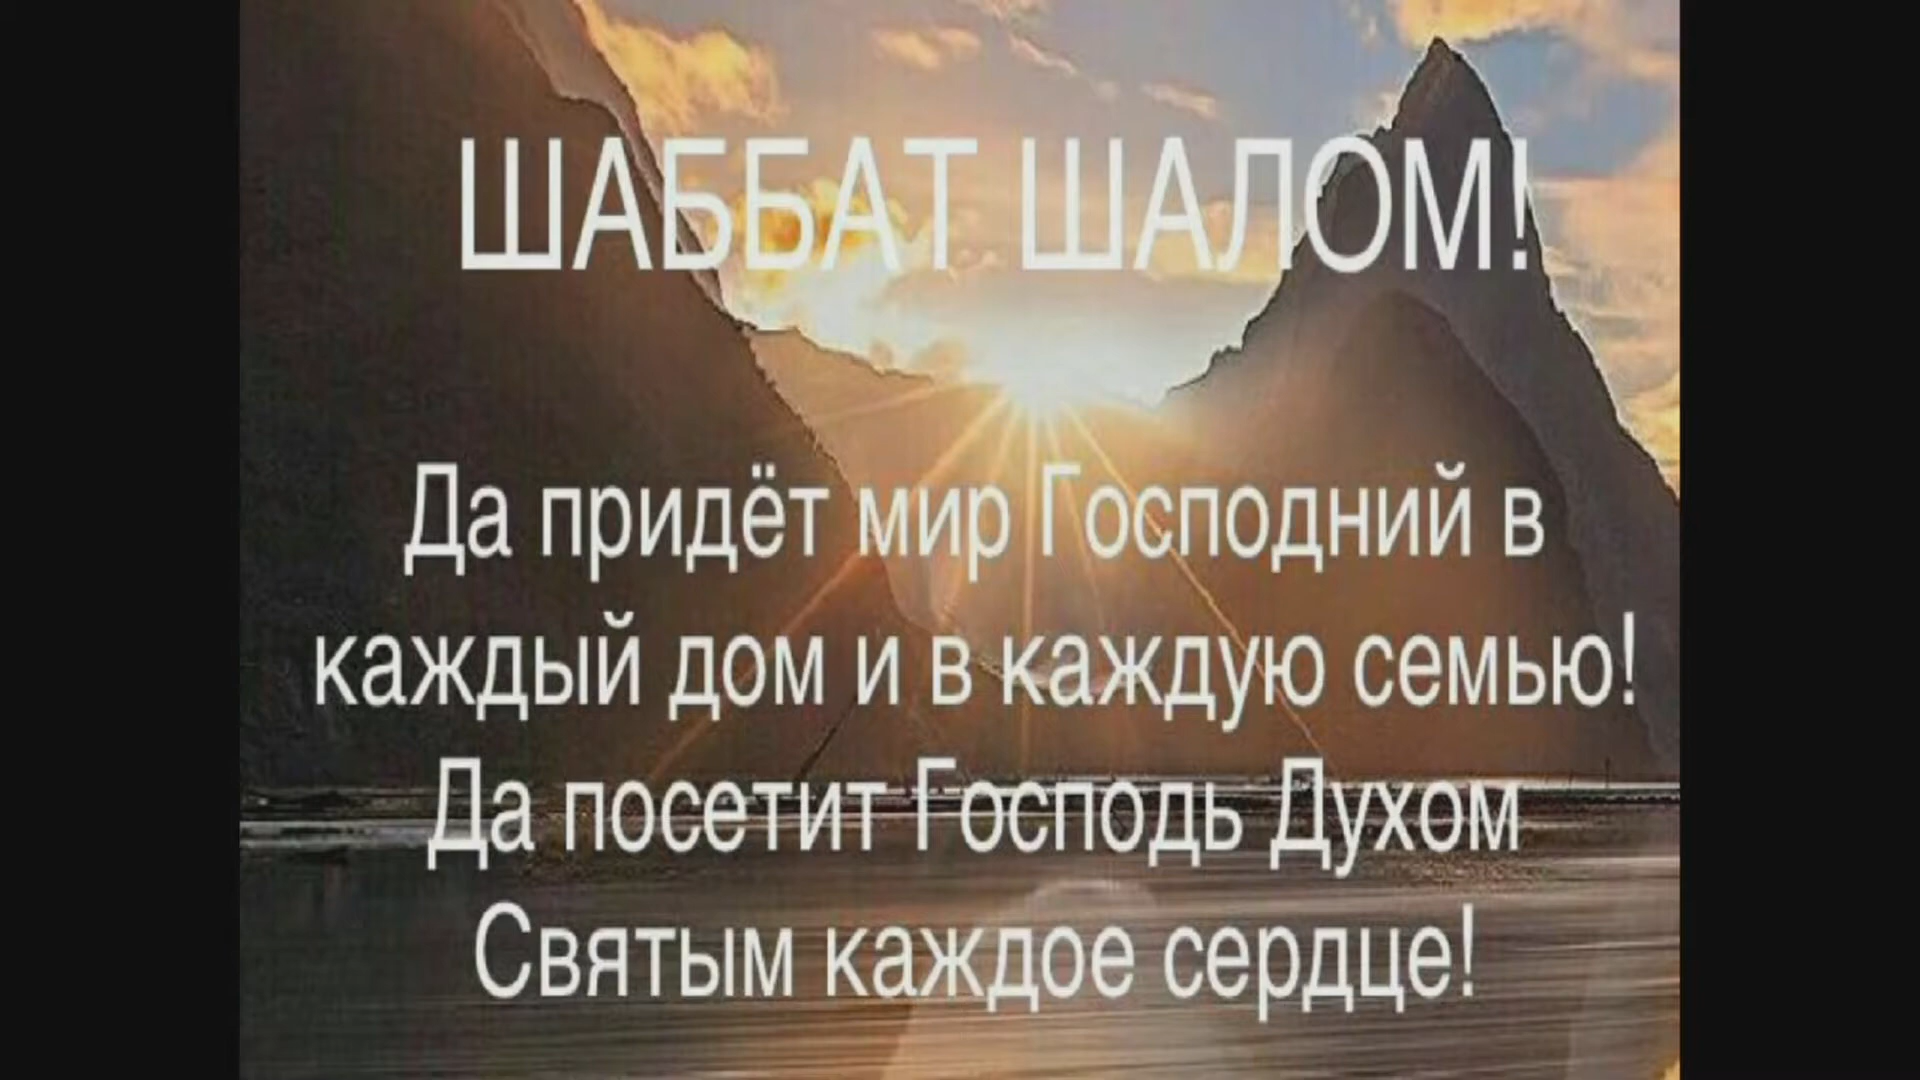 ШАББАТ ШАЛОМ!
Да придёт мир Господний в
каждый дом и в каждую семью!
Да посетит Господь Духом
Святым каждое сердце!